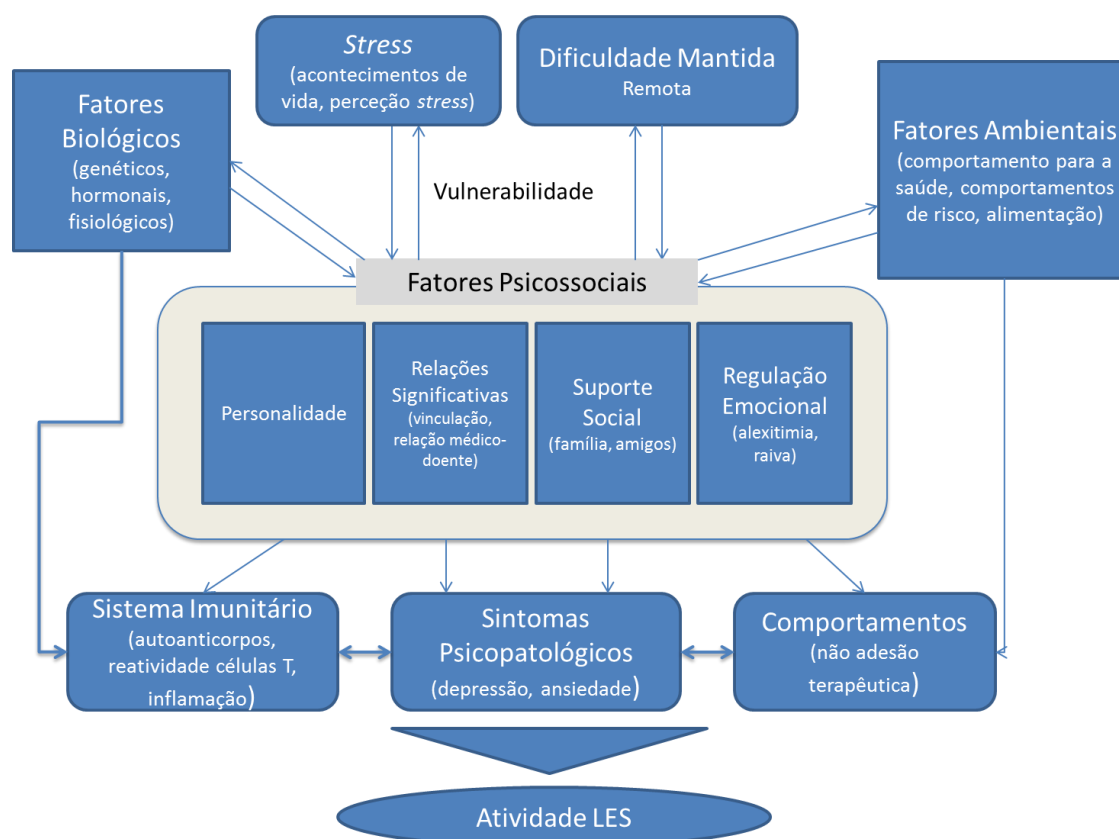 Stress
(acontecimentos de
vida, perceção stress)
Dificuldade Mantida
Remota
Fatores
Biológicos
(genéticos,
hormonais,
fisiológicos)
Fatores Ambientais
(comportamento para a
saúde, comportamentos
de risco, alimentação)
Vulnerabilidade
Fatores Psicossociais
Personalidade
Relações
Significativas
(vinculação,
relação médico-
doente)
Suporte
Social
(família, amigos)
Regulação
Emocional
(alexitimia,
raiva)
Sistema Imunitário
(autoanticorpos,
reatividade células T,
inflamação)
Sintomas
Psicopatológicos
(depressão, ansiedade)
Comportamentos
(não adesão
terapêutica)
Atividade LES